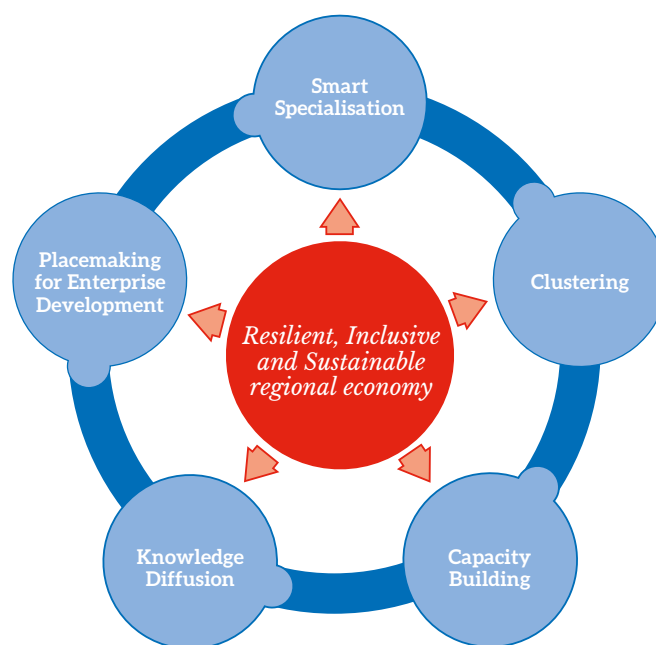 Smart
Specialisation
Placemaking
for Enterprise
Development
Clustering
Resilient, Inclusive
and Sustainable
regional economy
Knowledge
Diffusion
Capacity
Building